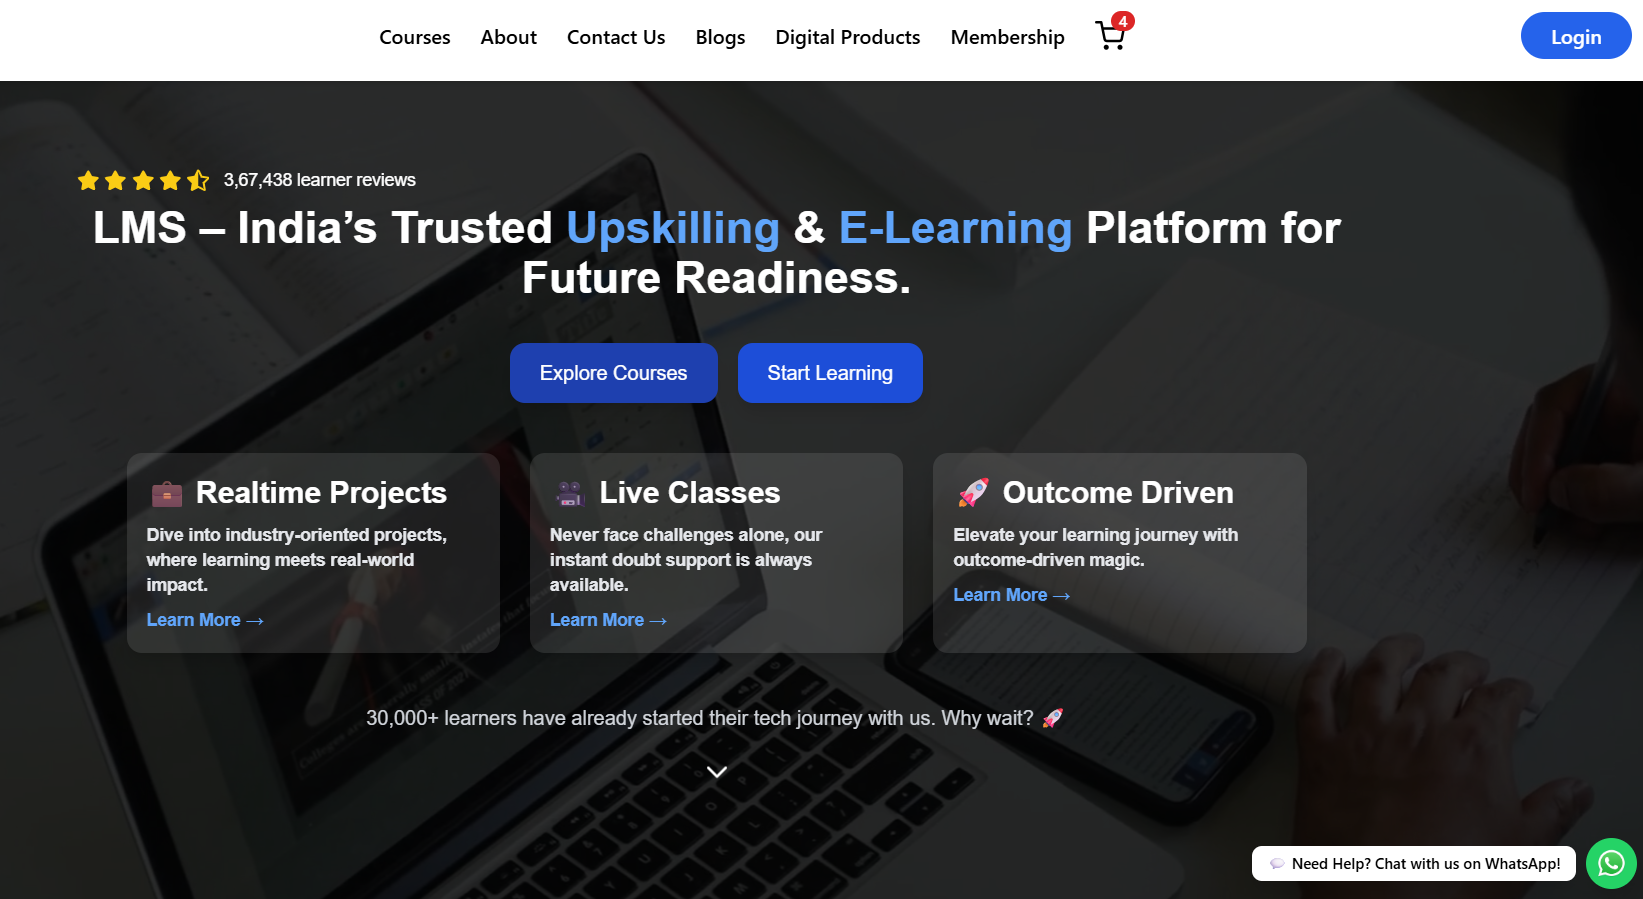 Courses About Contact Us Blogs Digital Products Membership 4 Login
3,67,438 learner reviews
LMS – India’s Trusted Upskilling & E-Learning Platform for
Future Readiness.
Explore Courses Start Learning
Realtime Projects
Dive into industry-oriented projects,
where learning meets real-world
impact.
Learn More →
Live Classes
Never face challenges alone, our
instant doubt support is always
available.
Learn More →
Outcome Driven
Elevate your learning journey with
outcome-driven magic.
Learn More →
30,000+ learners have already started their tech journey with us. Why wait? 🚀
Need Help? Chat with us on WhatsApp!